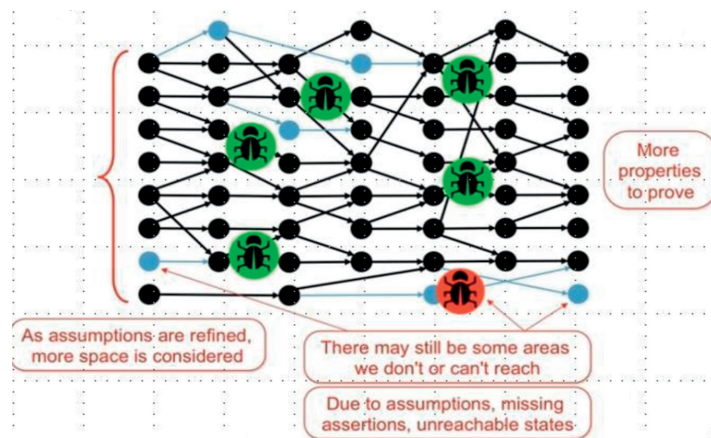 More
properties
to prove
As assumptions are refined,
more space is considered
There may still be some areas
we don't or can't reach
Due to assumptions, missing
assertions, unreachable states